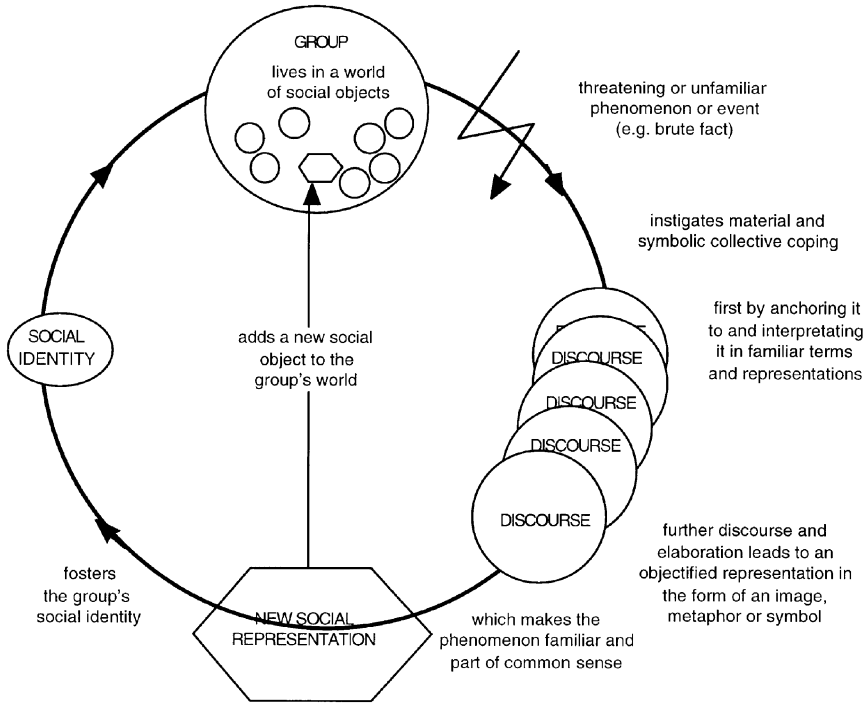 GROUP
lives in a world
of social objects
threatening or unfamiliar
phenomenon or event
(e.g. brute fact)
instigates material and
symbolic collective coping
first by anchoring it
to and interpretating
it in familiar terms
and representations
DISCOURSE
DISCOURSE
DISCOURSE
DISCOURSE
further discourse and
elaboration leads to an
objectified representation in
the form of an image,
metaphor or symbol
which makes the
phenomenon familiar and
part of common sense
NEW SOCIAL
REPRESENTATION
adds a new social
object to the
group's world
fosters
the group's
social identity
SOCIAL
IDENTITY